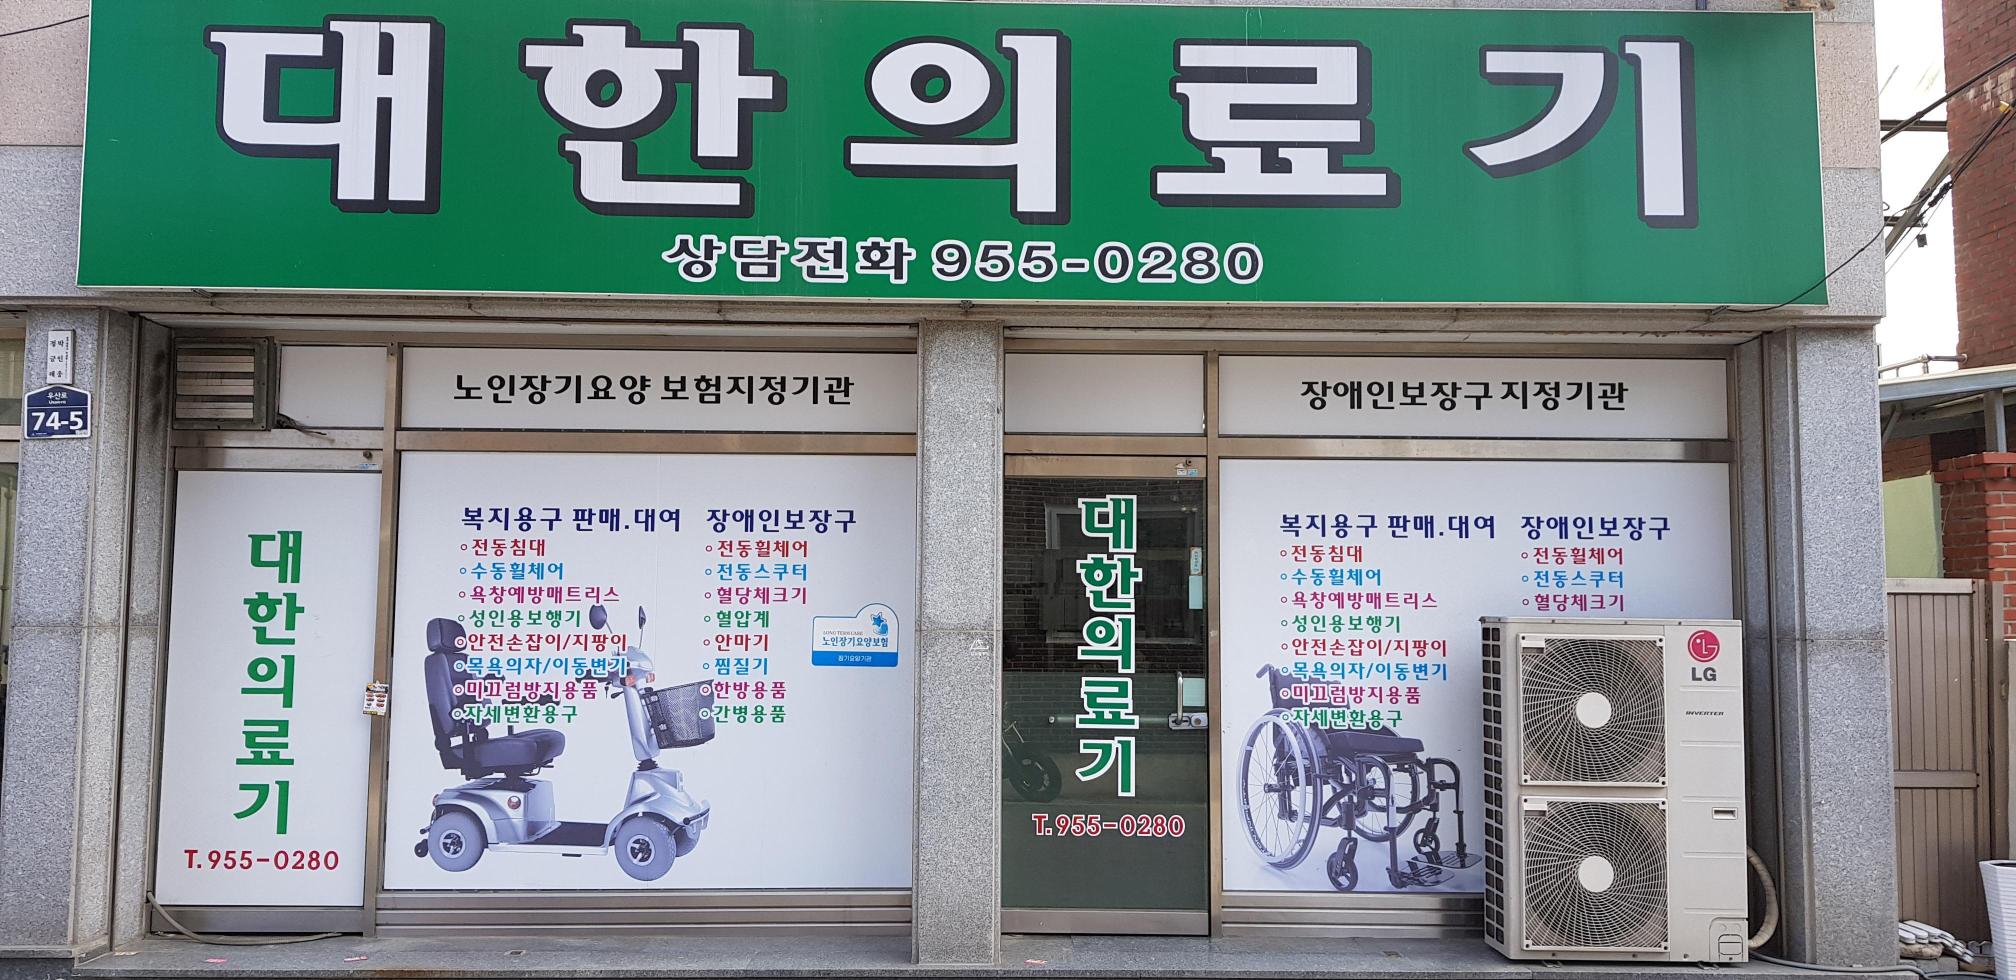 대한의료기
상담전화 955-0280
우산로
74-5
노인장기요양 보험지정기관
장애인보장구 지정기관
대한의료기
T.955-0280
복지용구 판매.대여
전동침대
수동휠체어
욕창예방매트리스
성인용보행기
안전손잡이/지팡이
목욕의자/이동변기
미끄럼방지용품
자세변환용구
장애인보장구
전동휠체어
전동스쿠터
혈당체크기
혈압계
안마기
찜질기
한방용품
간병용품
LONG TERM CARE
노인장기요양보험
장기요양기관
대한의료기
T.955-0280
복지용구 판매.대여
전동침대
수동휠체어
욕창예방매트리스
성인용보행기
안전손잡이/지팡이
목욕의자/이동변기
미끄럼방지용품
자세변환용구
장애인보장구
전동휠체어
전동스쿠터
혈당체크기
LG
INVERTER